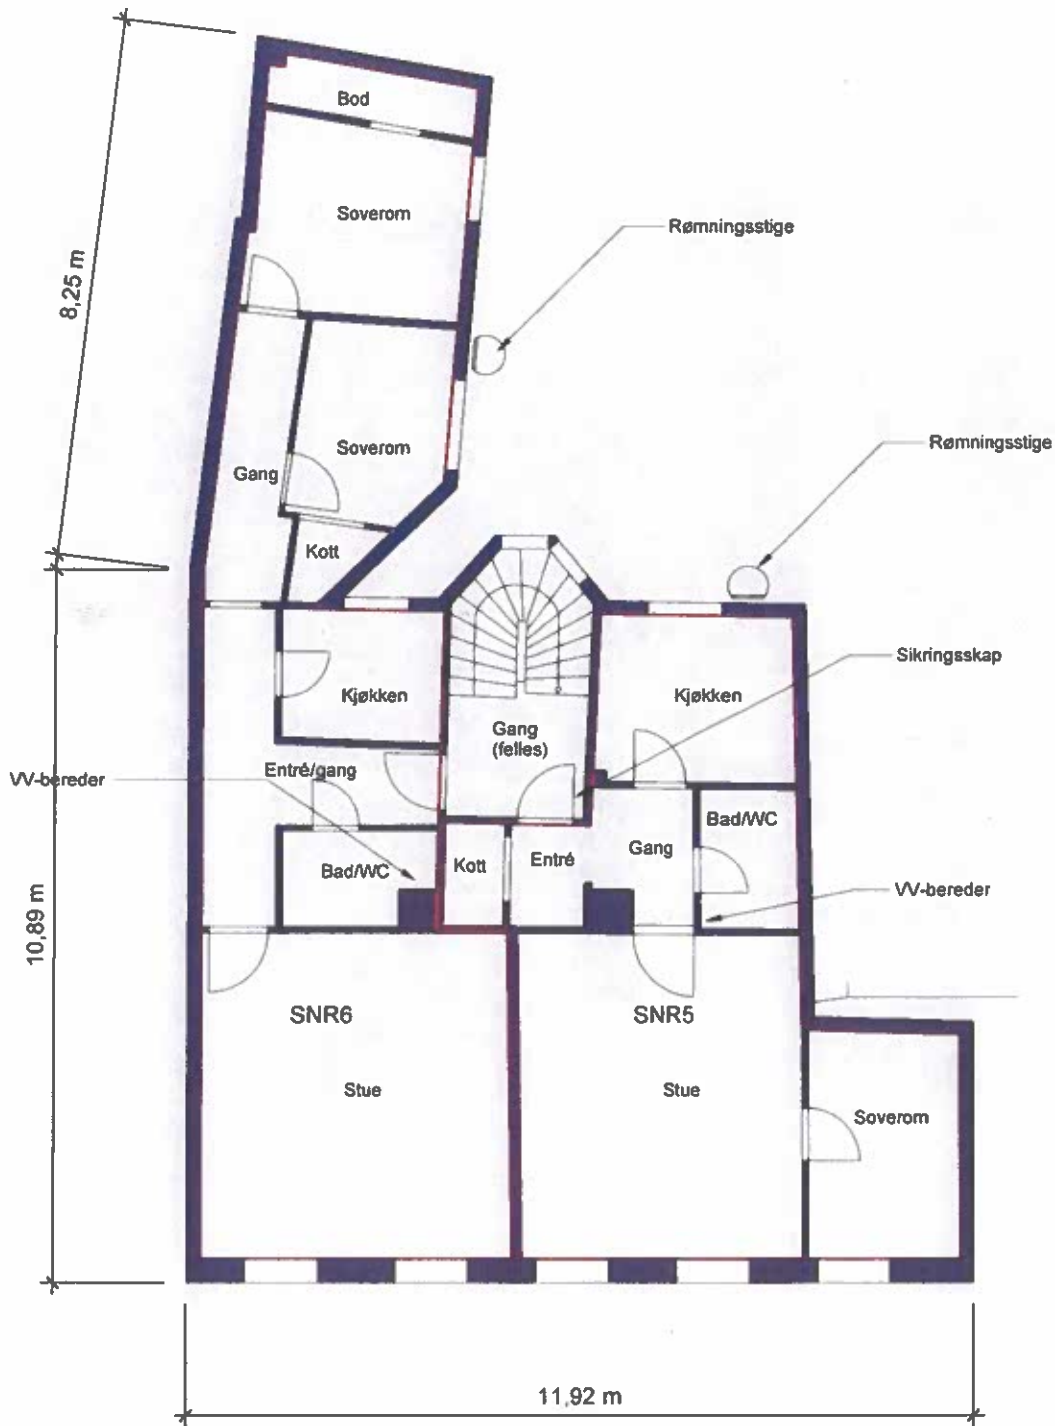 Bod
Soverom
Rømningsstige
8,25 m
Soverom
Gang
Rømningsstige
Kott
Sikringsskap
Kjøkken
Kjøkken
Gang
(felles)
VV-bereder
Entré/gang
Bad/WC
Bad/WC
Kott
Entré
Gang
VV-bereder
10,89 m
SNR6
SNR5
Stue
Stue
Soverom
11,92 m